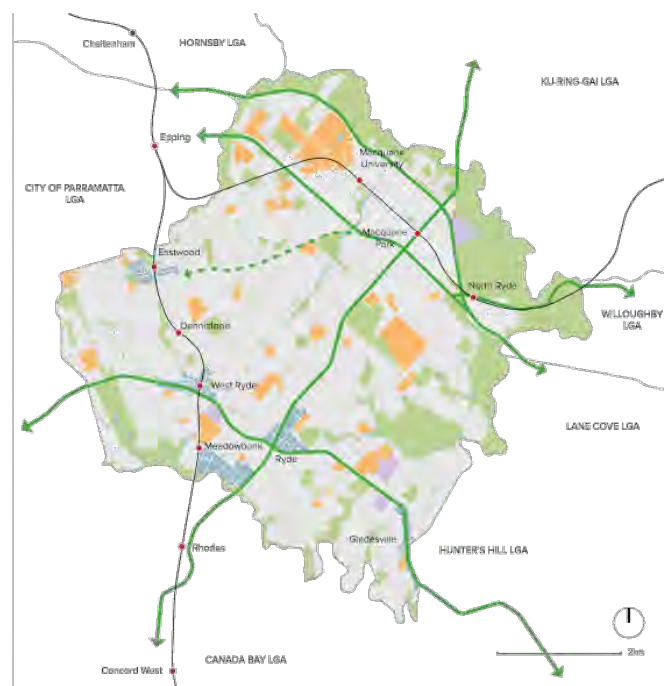 Cheltenham
HORNSBY LGA
KU-RING-GAI LGA
Epping
Macquarie
University
CITY OF PARRAMATTA
LGA
Macquarie
Park
Eastwood
North Ryde
WILLOUGHBY
LGA
Denistone
West Ryde
LANE COVE LGA
Meadowbank
Ryde
Gladesville
HUNTER'S HILL LGA
Rhodes
2km
CANADA BAY LGA
Concord West